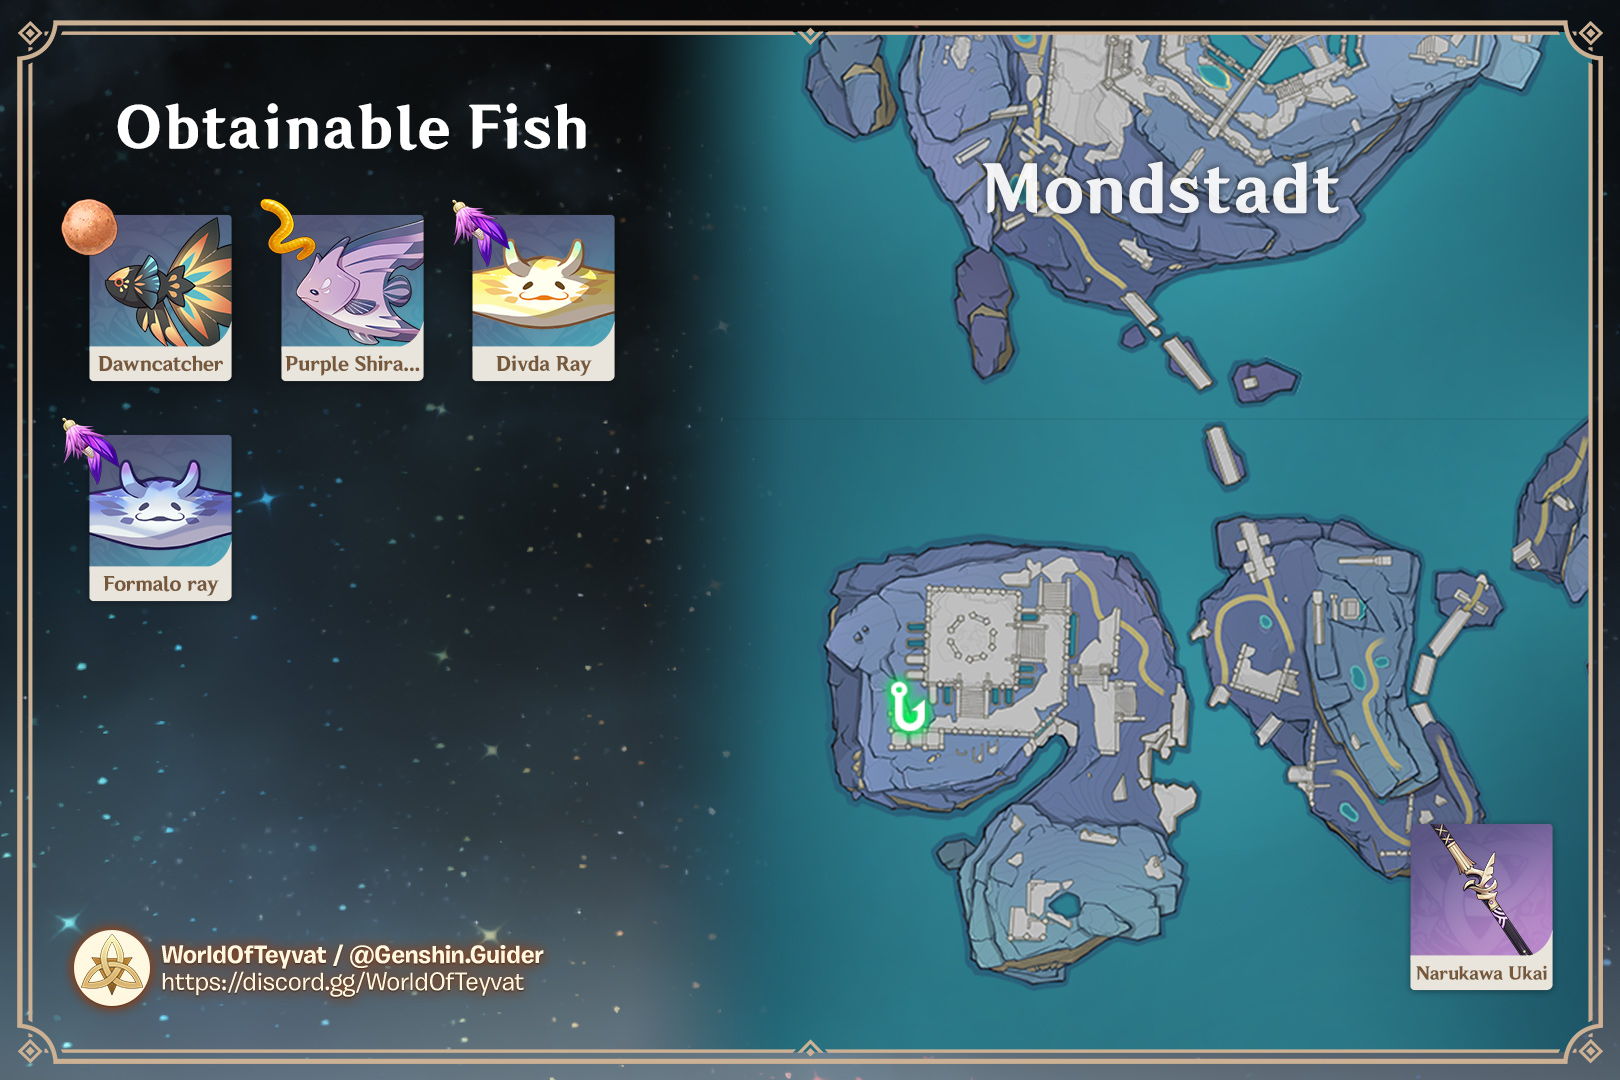 Obtainable Fish
Mondstadt
Dawncatcher
Purple Shira...
Divda Ray
Formalo ray
Narukawa Ukai
WorldOfTeyvat / @Genshin.Guider
https://discord.gg/WorldOfTeyvat